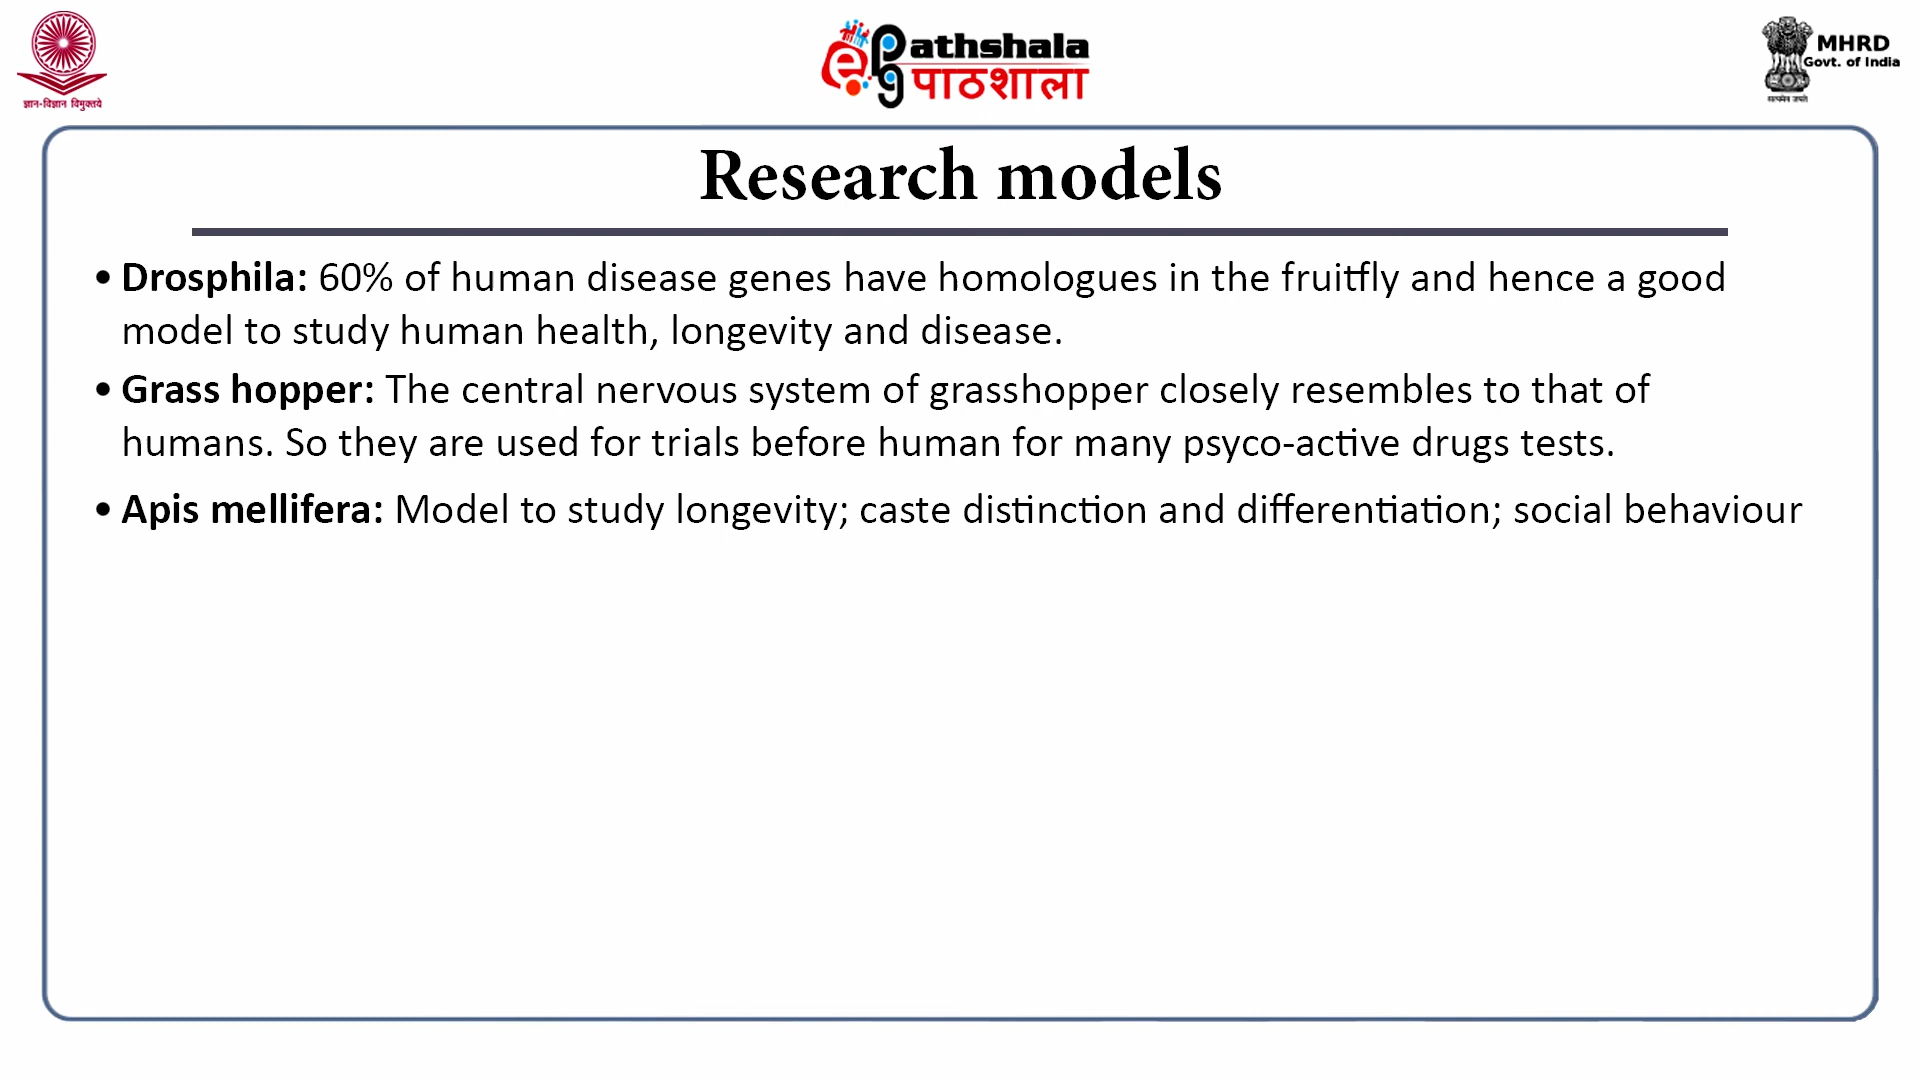 ज्ञान-विज्ञान विमुक्तये
ePathshala
पाठशाला
MHRD
Govt. of India
सत्यमेव जयते
Research models
• Drosphila: 60% of human disease genes have homologues in the fruitfly and hence a good
model to study human health, longevity and disease.
• Grass hopper: The central nervous system of grasshopper closely resembles to that of
humans. So they are used for trials before human for many psyco-active drugs tests.
• Apis mellifera: Model to study longevity; caste distinction and differentiation; social behaviour